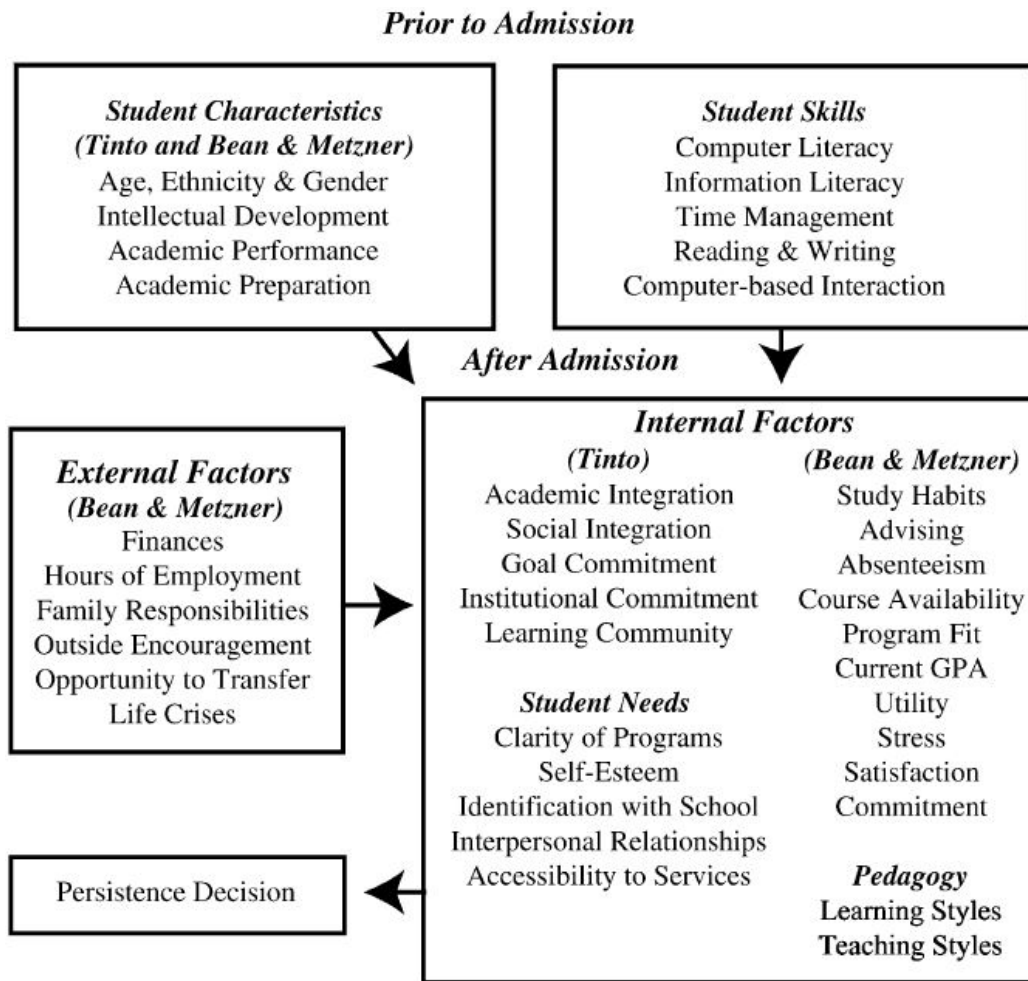 Prior to Admission
Student Characteristics
(Tinto and Bean & Metzner)
Age, Ethnicity & Gender
Intellectual Development
Academic Performance
Academic Preparation
Student Skills
Computer Literacy
Information Literacy
Time Management
Reading & Writing
Computer-based Interaction
After Admission
External Factors
(Bean & Metzner)
Finances
Hours of Employment
Family Responsibilities
Outside Encouragement
Opportunity to Transfer
Life Crises
Internal Factors
(Tinto)
Academic Integration
Social Integration
Goal Commitment
Institutional Commitment
Learning Community
Student Needs
Clarity of Programs
Self-Esteem
Identification with School
Interpersonal Relationships
Accessibility to Services
(Bean & Metzner)
Study Habits
Advising
Absenteeism
Course Availability
Program Fit
Current GPA
Utility
Stress
Satisfaction
Commitment
Pedagogy
Learning Styles
Teaching Styles
Persistence Decision